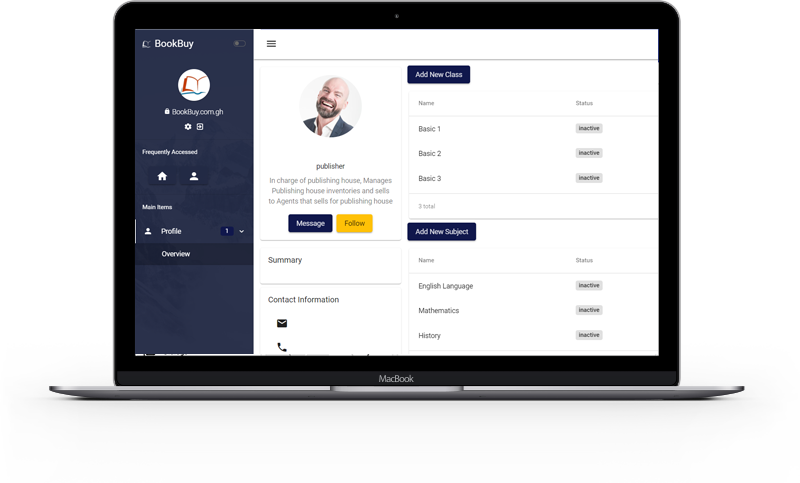 BookBuy
BookBuy.com.gh
Frequently Accessed
Main Items
Profile 1
Overview
publisher
In charge of publishing house, Manages
Publishing house inventories and sells
to Agents that sells for publishing house
Message Follow
Summary
Contact Information
Add New Class
Name Status
Basic 1 inactive
Basic 2 inactive
Basic 3 inactive
3 total
Add New Subject
Name Status
English Language inactive
Mathematics inactive
History inactive
MacBook